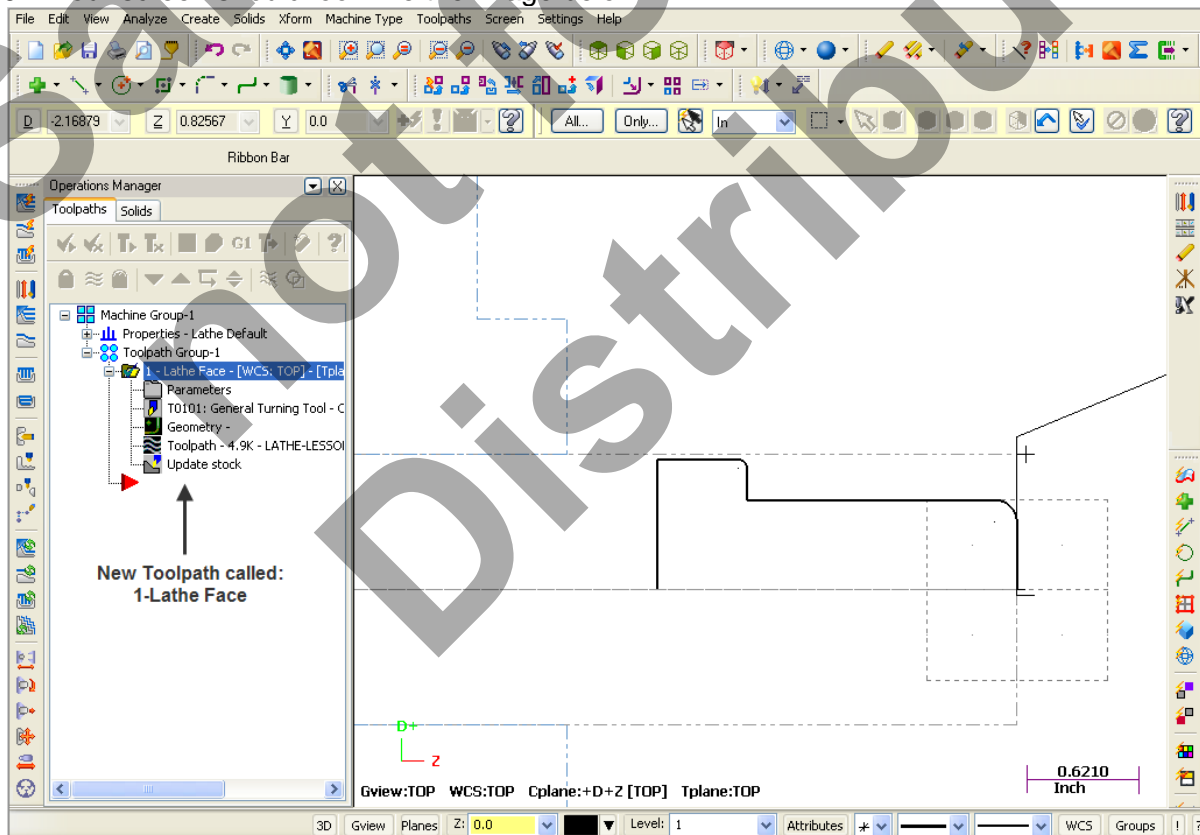 File Edit View Analyze Create Solids Xform Machine Type Toolpaths Screen Settings Help
D -2.16879 Z 0.82567 Y 0.0 All... Only... In
Ribbon Bar
Operations Manager
Toolpaths Solids
G1
Machine Group-1
Properties - Lathe Default
Toolpath Group-1
1 - Lathe Face - [WCS: TOP] - [Tpla
Parameters
T0101: General Turning Tool - C
Geometry -
Toolpath - 4.9K - LATHE-LESSO
Update stock
New Toolpath called:
1-Lathe Face
D+
Z
0.6210
Inch
Gview:TOP WCS:TOP Cplane:+D+Z [TOP] Tplane:TOP
3D Gview Planes Z: 0.0 Level: 1 Attributes WCS Groups !
not
Distribu